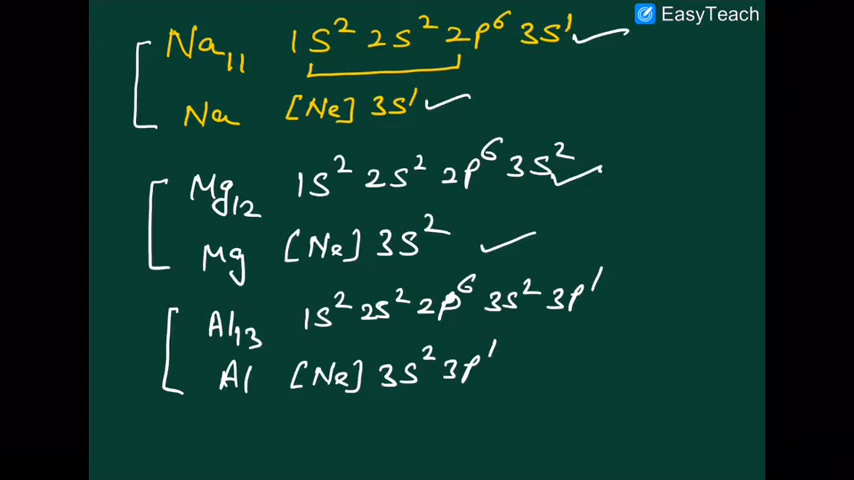 EasyTeach
Na₁₁ 1S² 2S² 2P⁶ 3S¹
Na [Ne] 3S¹
Mg₁₂ 1S² 2S² 2P⁶ 3S²
Mg [Ne] 3S²
Al₁₃ 1S² 2S² 2P⁶ 3S² 3P¹
Al [Ne] 3S² 3P¹